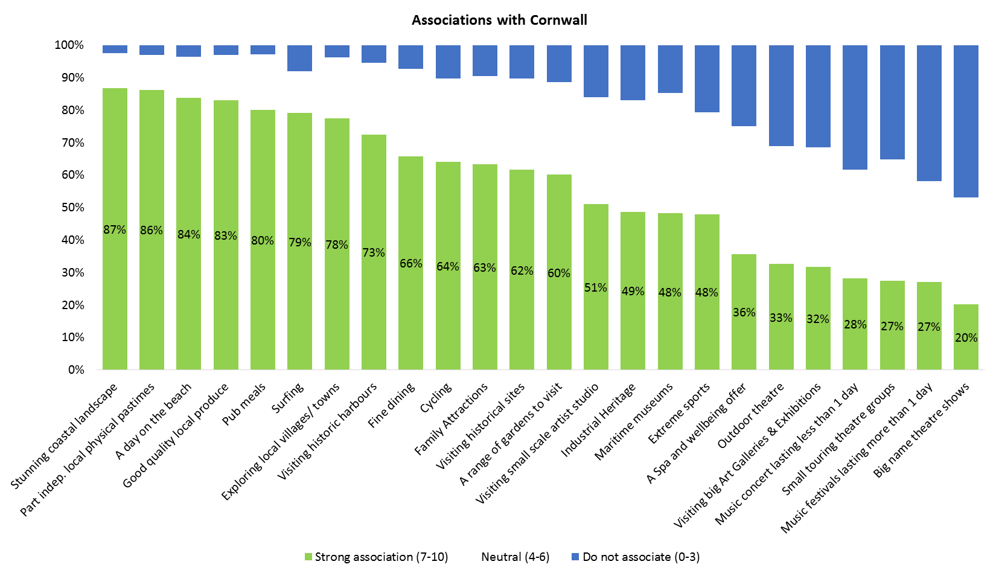 Associations with Cornwall
100%
90%
80%
70%
60%
50%
40%
30%
20%
10%
0%
87%
86%
84%
83%
80%
79%
78%
73%
66%
64%
63%
62%
60%
51%
49%
48%
48%
36%
33%
32%
28%
27%
27%
20%
Stunning coastal landscape
Part indep. local physical pastimes
A day on the beach
Good quality local produce
Pub meals
Surfing
Exploring local villages/ towns
Visiting historic harbours
Fine dining
Cycling
Family Attractions
Visiting historical sites
A range of gardens to visit
Visiting small scale artist studio
Industrial Heritage
Maritime museums
Extreme sports
A Spa and wellbeing offer
Outdoor theatre
Visiting big Art Galleries & Exhibitions
Music concert lasting less than 1 day
Small touring theatre groups
Music festivals lasting more than 1 day
Big name theatre shows
Strong association (7-10)
Neutral (4-6)
Do not associate (0-3)